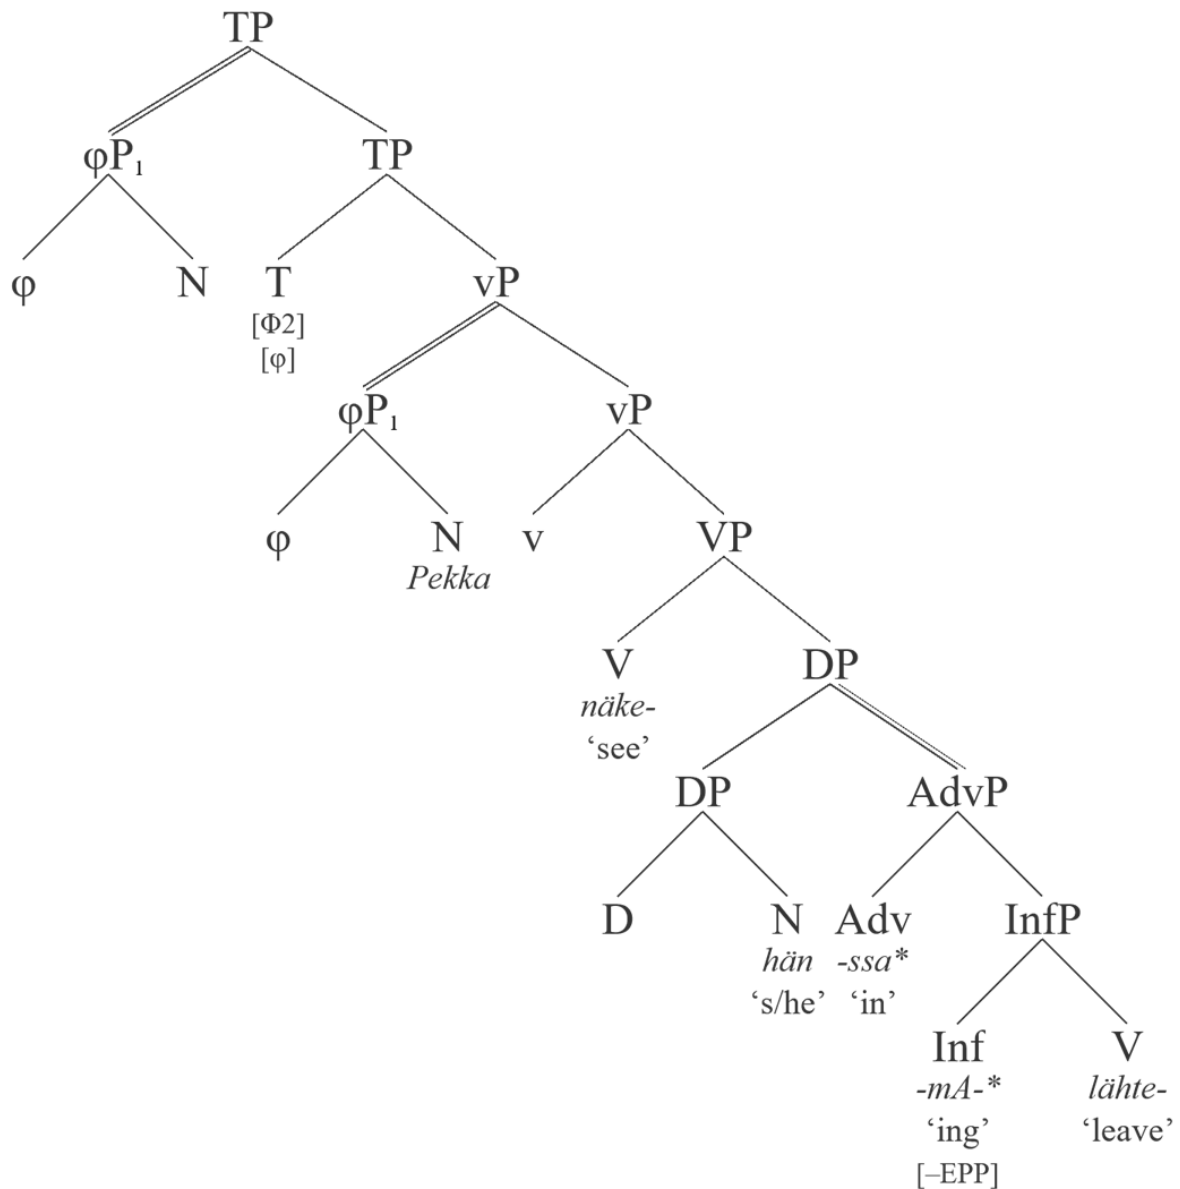 TP
φP₁ TP
φ N T vP
[Φ2]
[φ]
φP₁ vP
φ N v VP
Pekka
V DP
näke-
‘see’
DP AdvP
D N Adv InfP
hän -ssa*
‘s/he’ ‘in’
Inf V
-mA-* lähte-
‘ing’ ‘leave’
[–EPP]